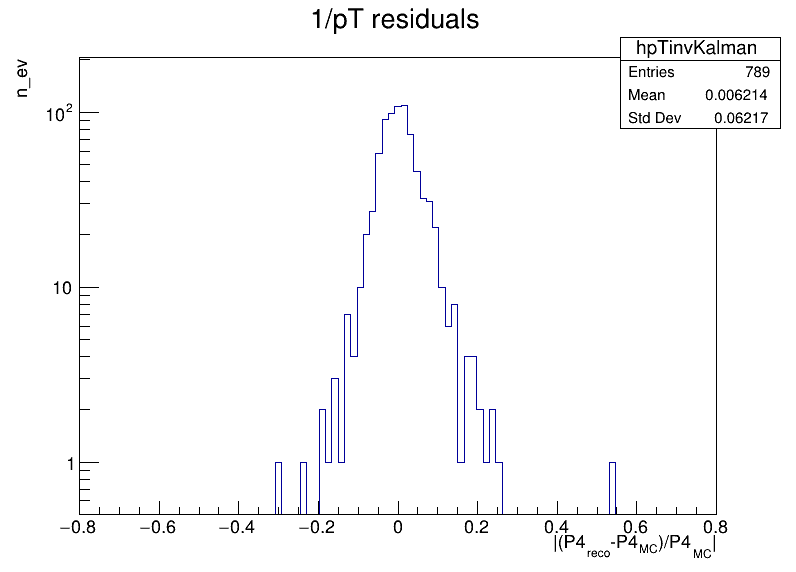 1/pT residuals
hpTinvKalman
Entries 789
Mean 0.006214
Std Dev 0.06217
n_ev
10²
10
1
−0.8 −0.6 −0.4 −0.2 0 0.2 0.4 0.6 0.8
|(P4reco-P4MC)/P4MC|